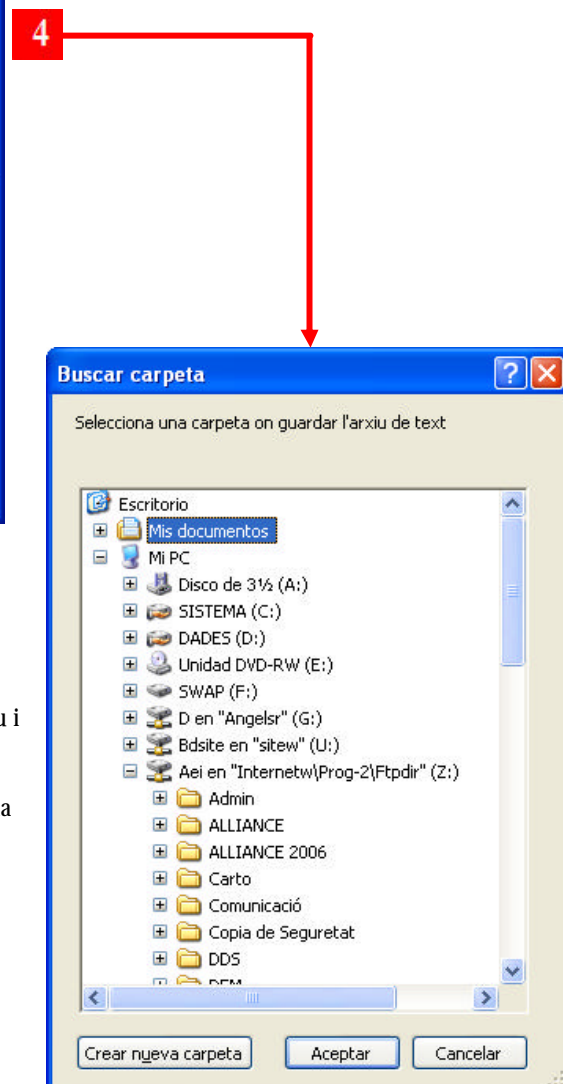 4
Buscar carpeta
Selecciona una carpeta on guardar l'arxiu de text
Escritorio
Mis documentos
Mi PC
Disco de 3½ (A:)
SISTEMA (C:)
DADES (D:)
Unidad DVD-RW (E:)
SWAP (F:)
D en "Angelsr" (G:)
Bdsite en "sitew" (U:)
Aei en "Internetw\Prog-2\Ftpdir" (Z:)
Admin
ALLIANCE
ALLIANCE 2006
Carto
Comunicació
Copia de Seguretat
DDS
u i
a
Crear nueva carpeta Aceptar Cancelar